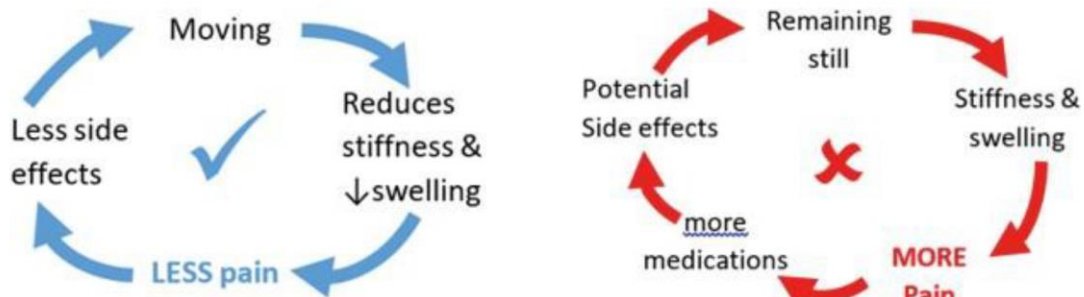 Moving
Reduces
stiffness &
↓swelling
LESS pain
Less side
effects
Remaining
still
Stiffness &
swelling
MORE
Pain
more
medications
Potential
Side effects